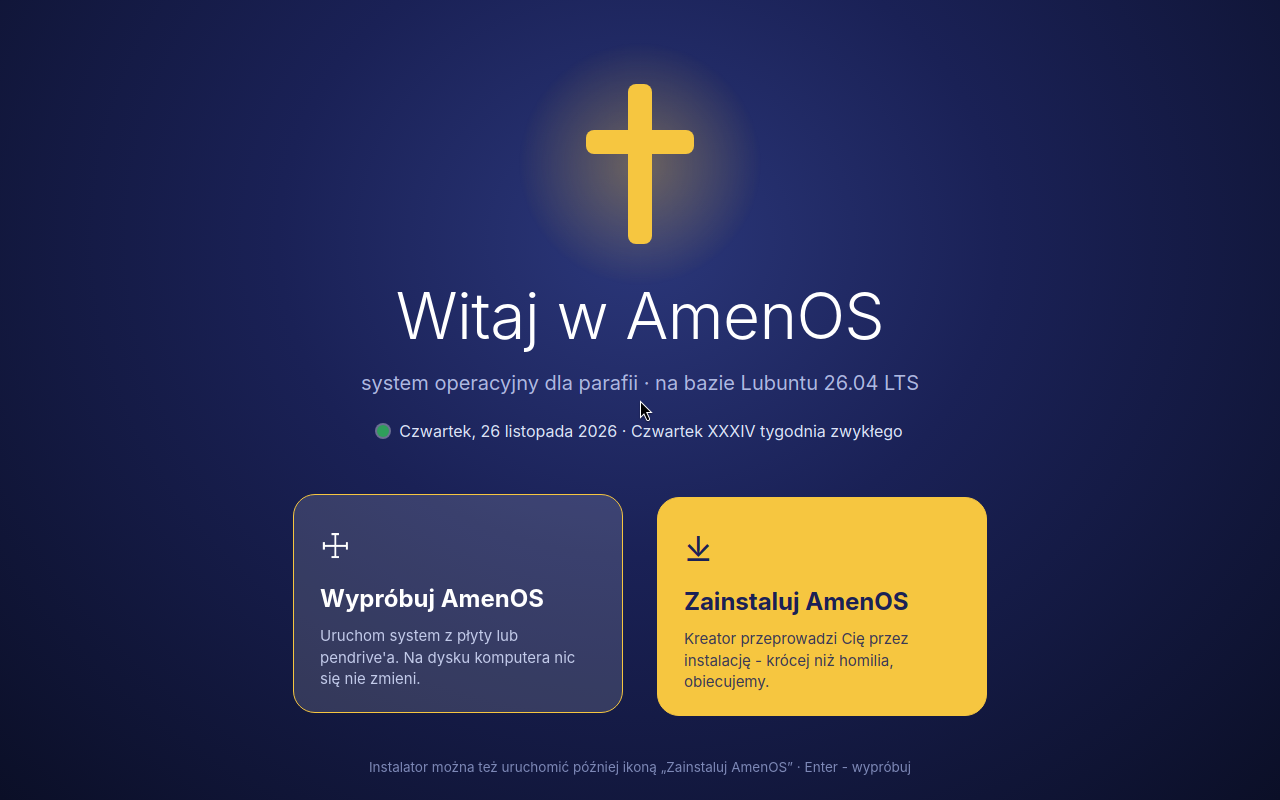 Witaj w AmenOS
system operacyjny dla parafii · na bazie Lubuntu 26.04 LTS
Czwartek, 26 listopada 2026 · Czwartek XXXIV tygodnia zwykłego
Wypróbuj AmenOS
Uruchom system z płyty lub
pendrive'a. Na dysku komputera nic
się nie zmieni.
Zainstaluj AmenOS
Kreator przeprowadzi Cię przez
instalację - krócej niż homilia,
obiecujemy.
Instalator można też uruchomić później ikoną „Zainstaluj AmenOS” · Enter - wypróbuj